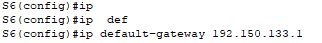 S6(config)#ip
S6(config)#ip  def
S6(config)#ip default-gateway 192.150.133.1